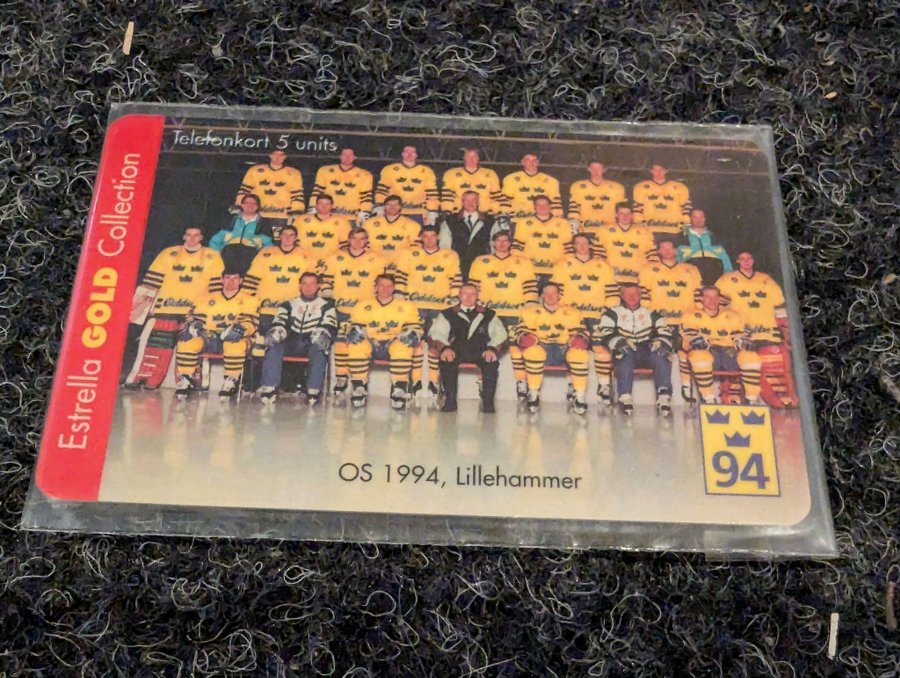 Telefonkort 5 units
Estrella GOLD Collection
OS 1994, Lillehammer
94